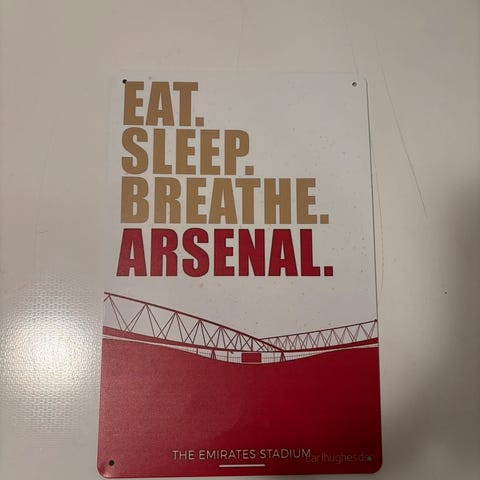 EAT.
SLEEP.
BREATHE.
ARSENAL.
THE EMIRATES STADIUM